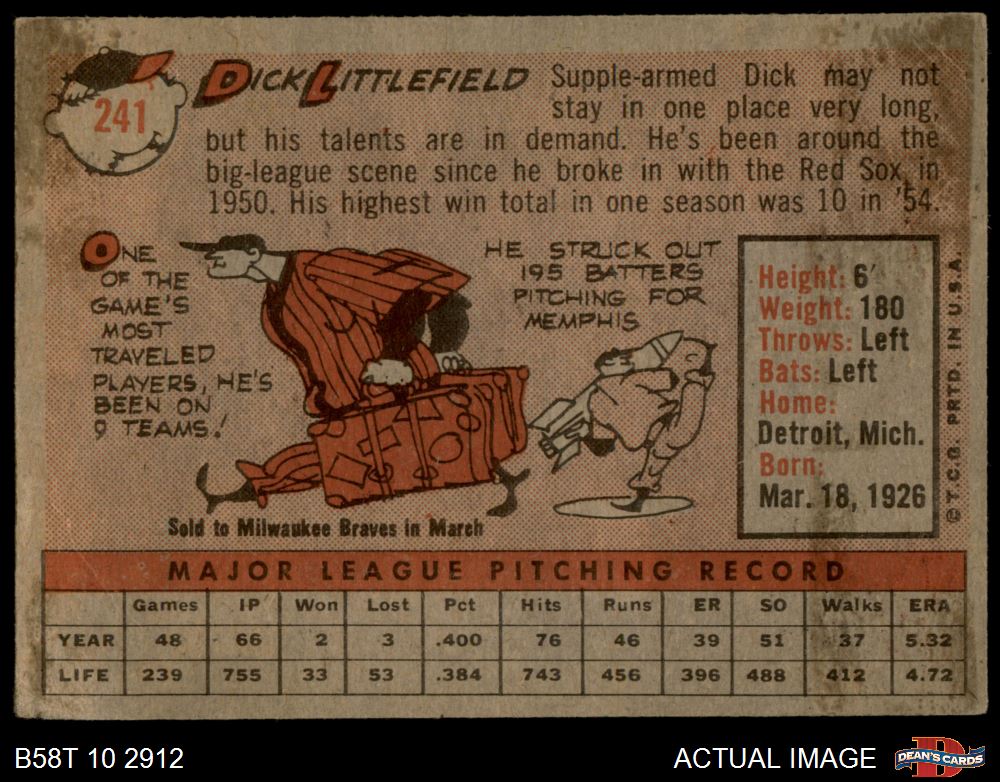 241
DICK LITTLEFIELD
Supple-armed Dick may not
stay in one place very long,
but his talents are in demand. He's been around the
big-league scene since he broke in with the Red Sox in
1950. His highest win total in one season was 10 in '54.
ONE
OF THE
GAME'S
MOST
TRAVELED
PLAYERS, HE'S
BEEN ON
9 TEAMS!
HE STRUCK OUT
195 BATTERS
PITCHING FOR
MEMPHIS
Sold to Milwaukee Braves in March
Height: 6'
Weight: 180
Throws: Left
Bats: Left
Home:
Detroit, Mich.
Born:
Mar. 18, 1926
© T.C.G. PRTD. IN U.S.A.
MAJOR LEAGUE PITCHING RECORD
Games IP Won Lost Pct Hits Runs ER SO Walks ERA
YEAR 48 66 2 3 .400 76 46 39 51 37 5.32
LIFE 239 755 33 53 .384 743 456 396 488 412 4.72
B58T 10 2912
ACTUAL IMAGE
D
DEAN'S CARDS